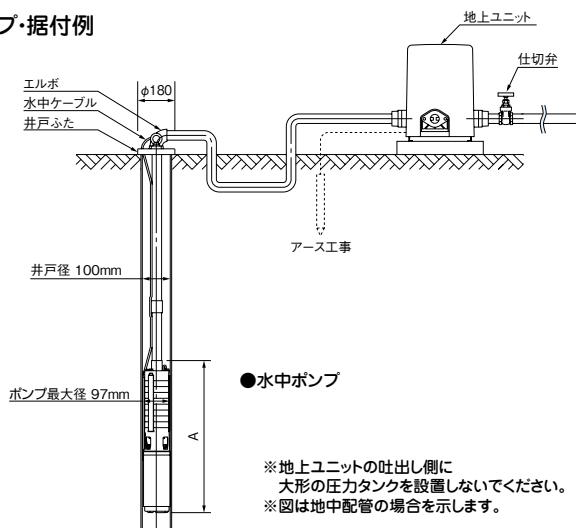 プ・据付例
地上ユニット
仕切弁
エルボ
水中ケーブル
井戸ふた
φ180
アース工事
井戸径 100mm
ポンプ最大径 97mm
A
●水中ポンプ
※地上ユニットの吐出し側に
大形の圧力タンクを設置しないでください。
※図は地中配管の場合を示します。